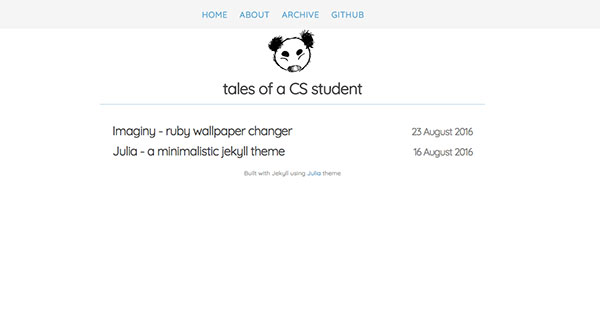 HOME ABOUT ARCHIVE GITHUB
tales of a CS student
Imaginy - ruby wallpaper changer 23 August 2016
Julia - a minimalistic jekyll theme 16 August 2016
Built with Jekyll using Julia theme